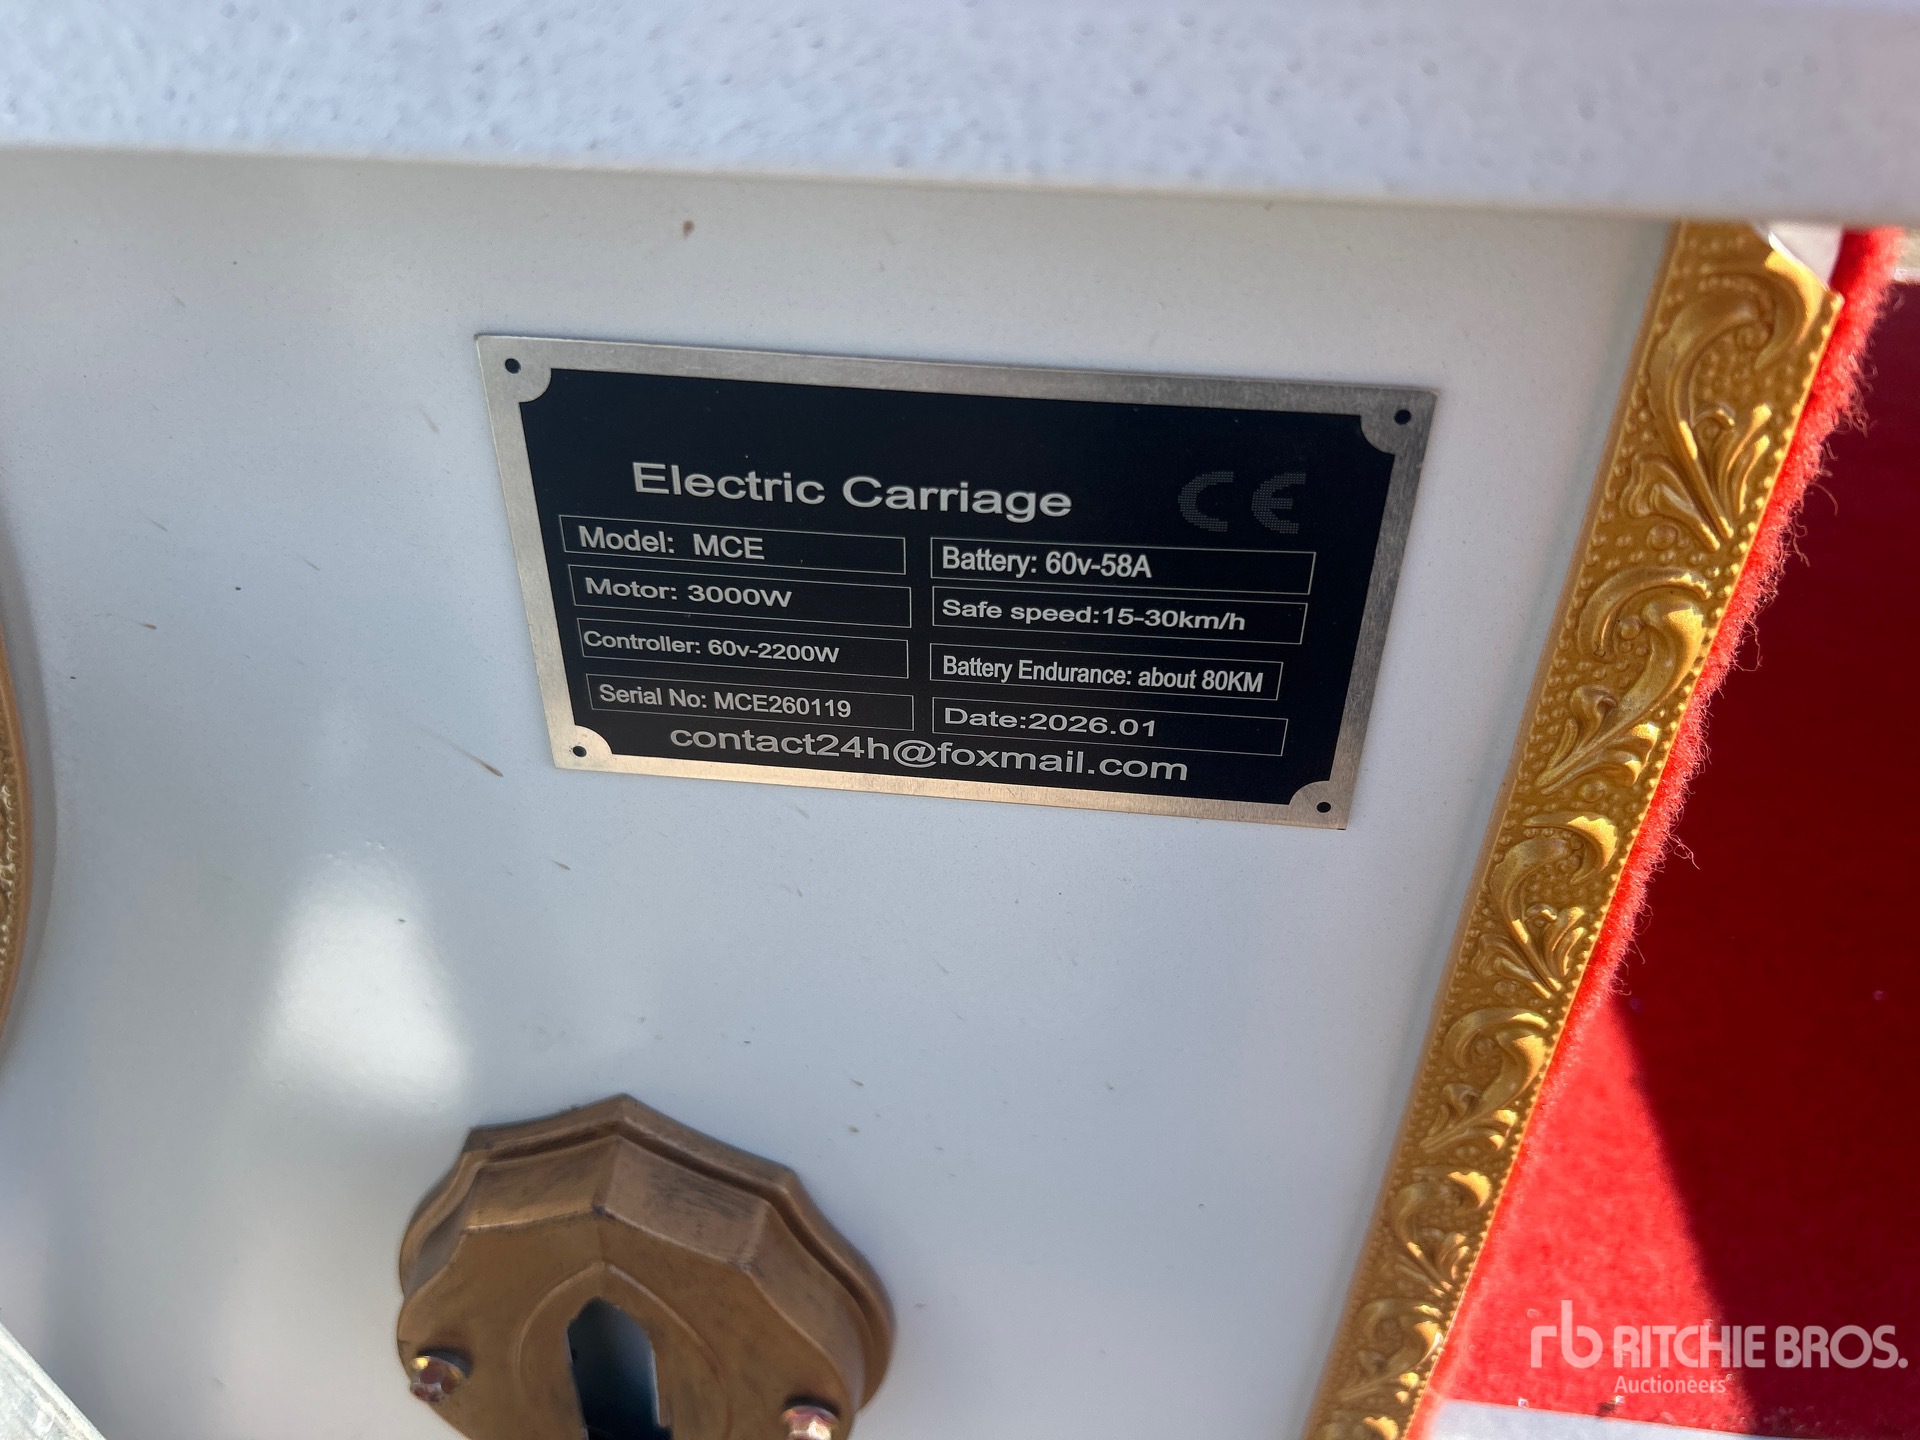 Electric Carriage CE
Model: MCE
Battery: 60v-58A
Motor: 3000W
Safe speed:15-30km/h
Controller: 60v-2200W
Battery Endurance: about 80KM
Serial No: MCE260119
Date:2026.01
contact24h@foxmail.com
rb RITCHIE BROS.
Auctioneers